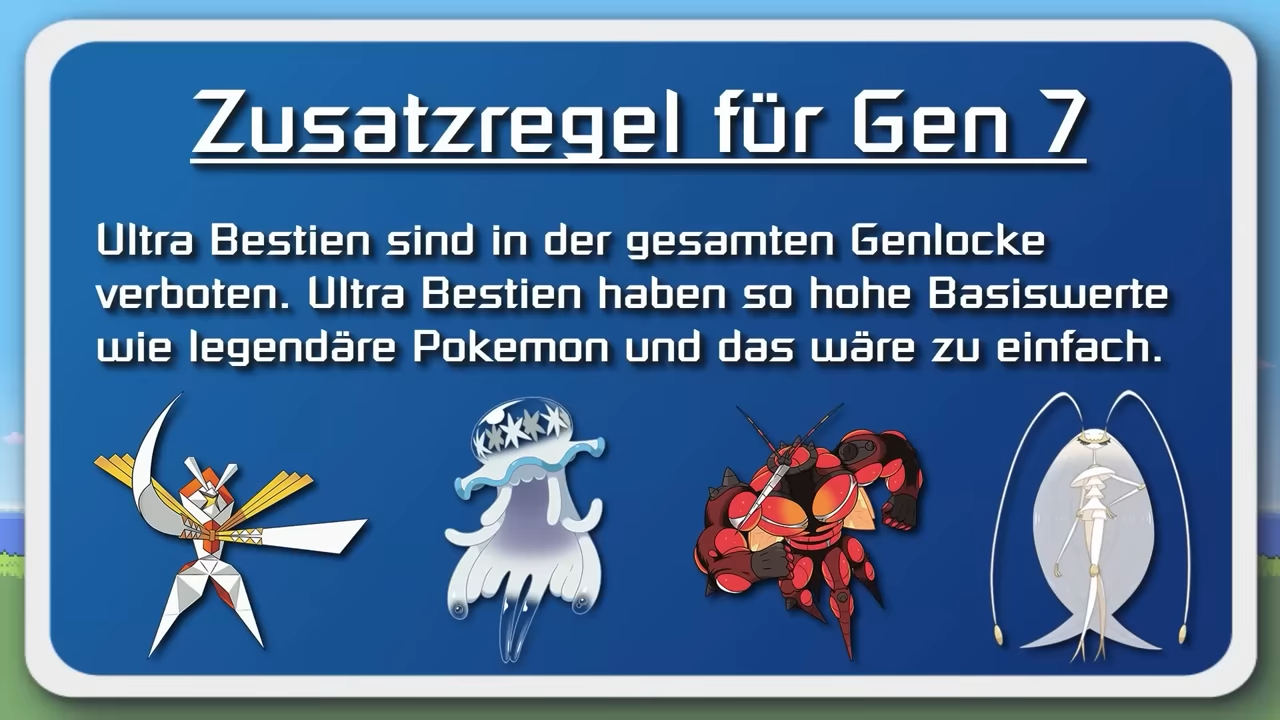 Zusatzregel für Gen 7
Ultra Bestien sind in der gesamten Genlocke
verboten. Ultra Bestien haben so hohe Basiswerte
wie legendäre Pokemon und das wäre zu einfach.